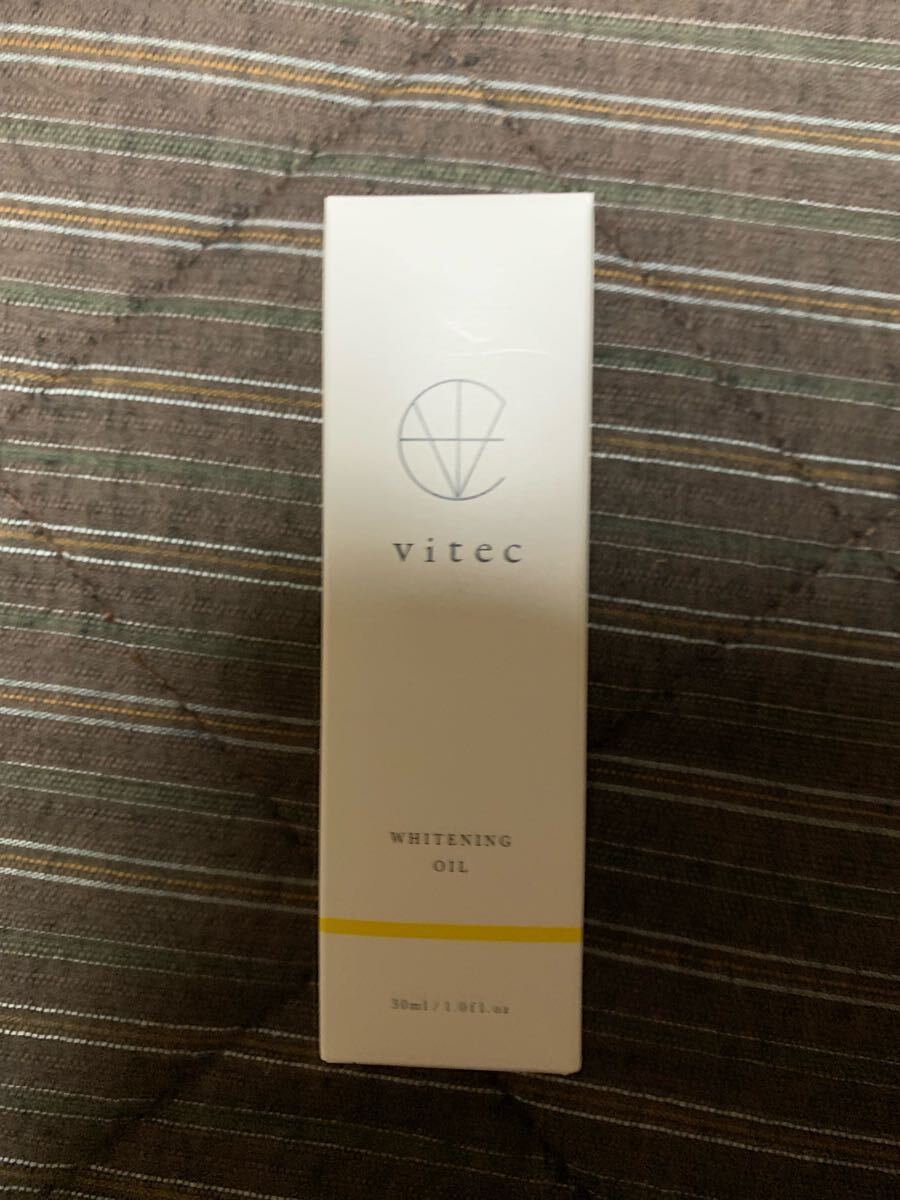 vitec
WHITENING
OIL
30ml / 1.0fl.oz